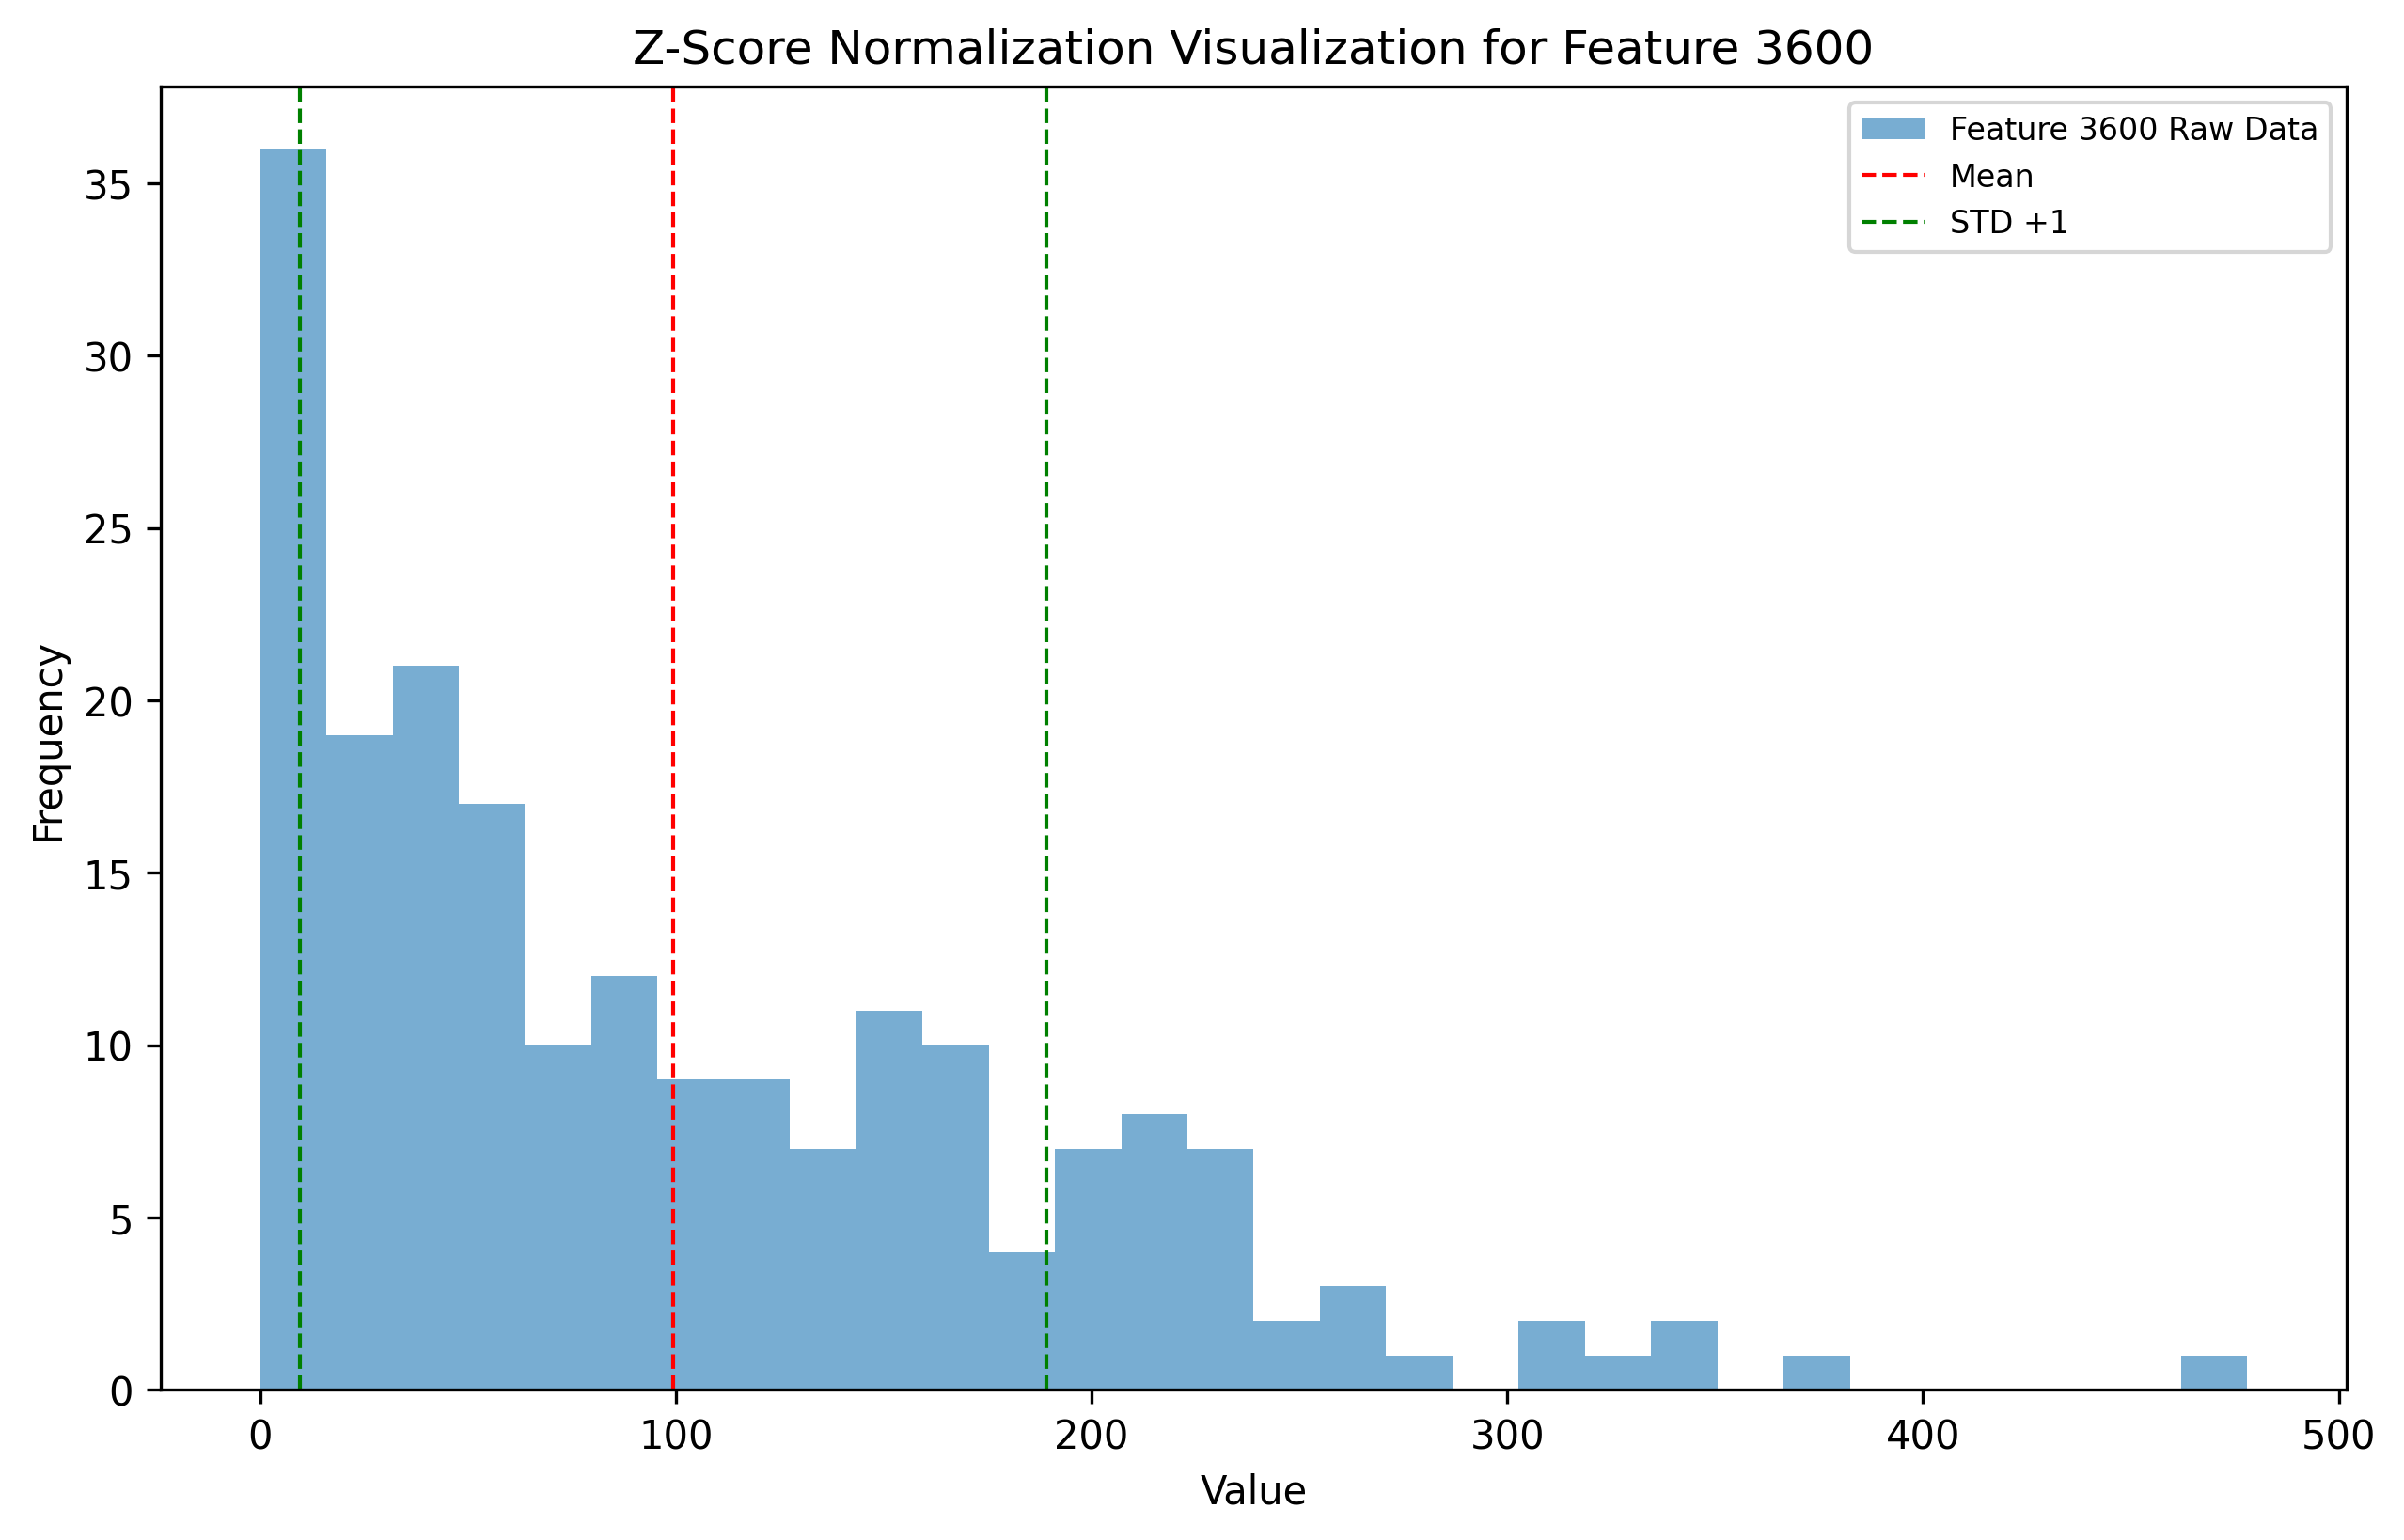 Z-Score Normalization Visualization for Feature 3600
Feature 3600 Raw Data
Mean
STD +1
Frequency
35
30
25
20
15
10
5
0
0 100 200 300 400 500
Value